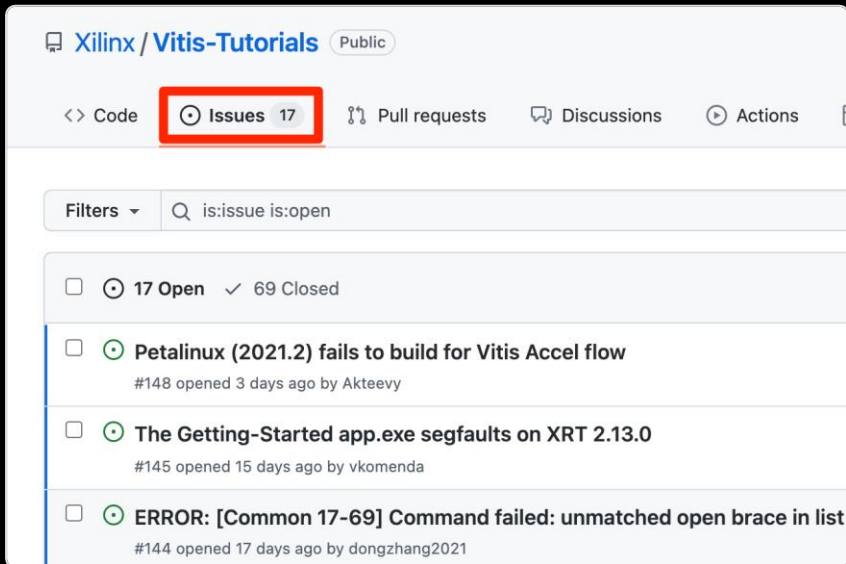 Xilinx / Vitis-Tutorials Public
<> Code Issues 17 Pull requests Discussions Actions
Filters is:issue is:open
17 Open 69 Closed
Petalinux (2021.2) fails to build for Vitis Accel flow
#148 opened 3 days ago by Akteevy
The Getting-Started app.exe segfaults on XRT 2.13.0
#145 opened 15 days ago by vkomenda
ERROR: [Common 17-69] Command failed: unmatched open brace in list
#144 opened 17 days ago by dongzhang2021